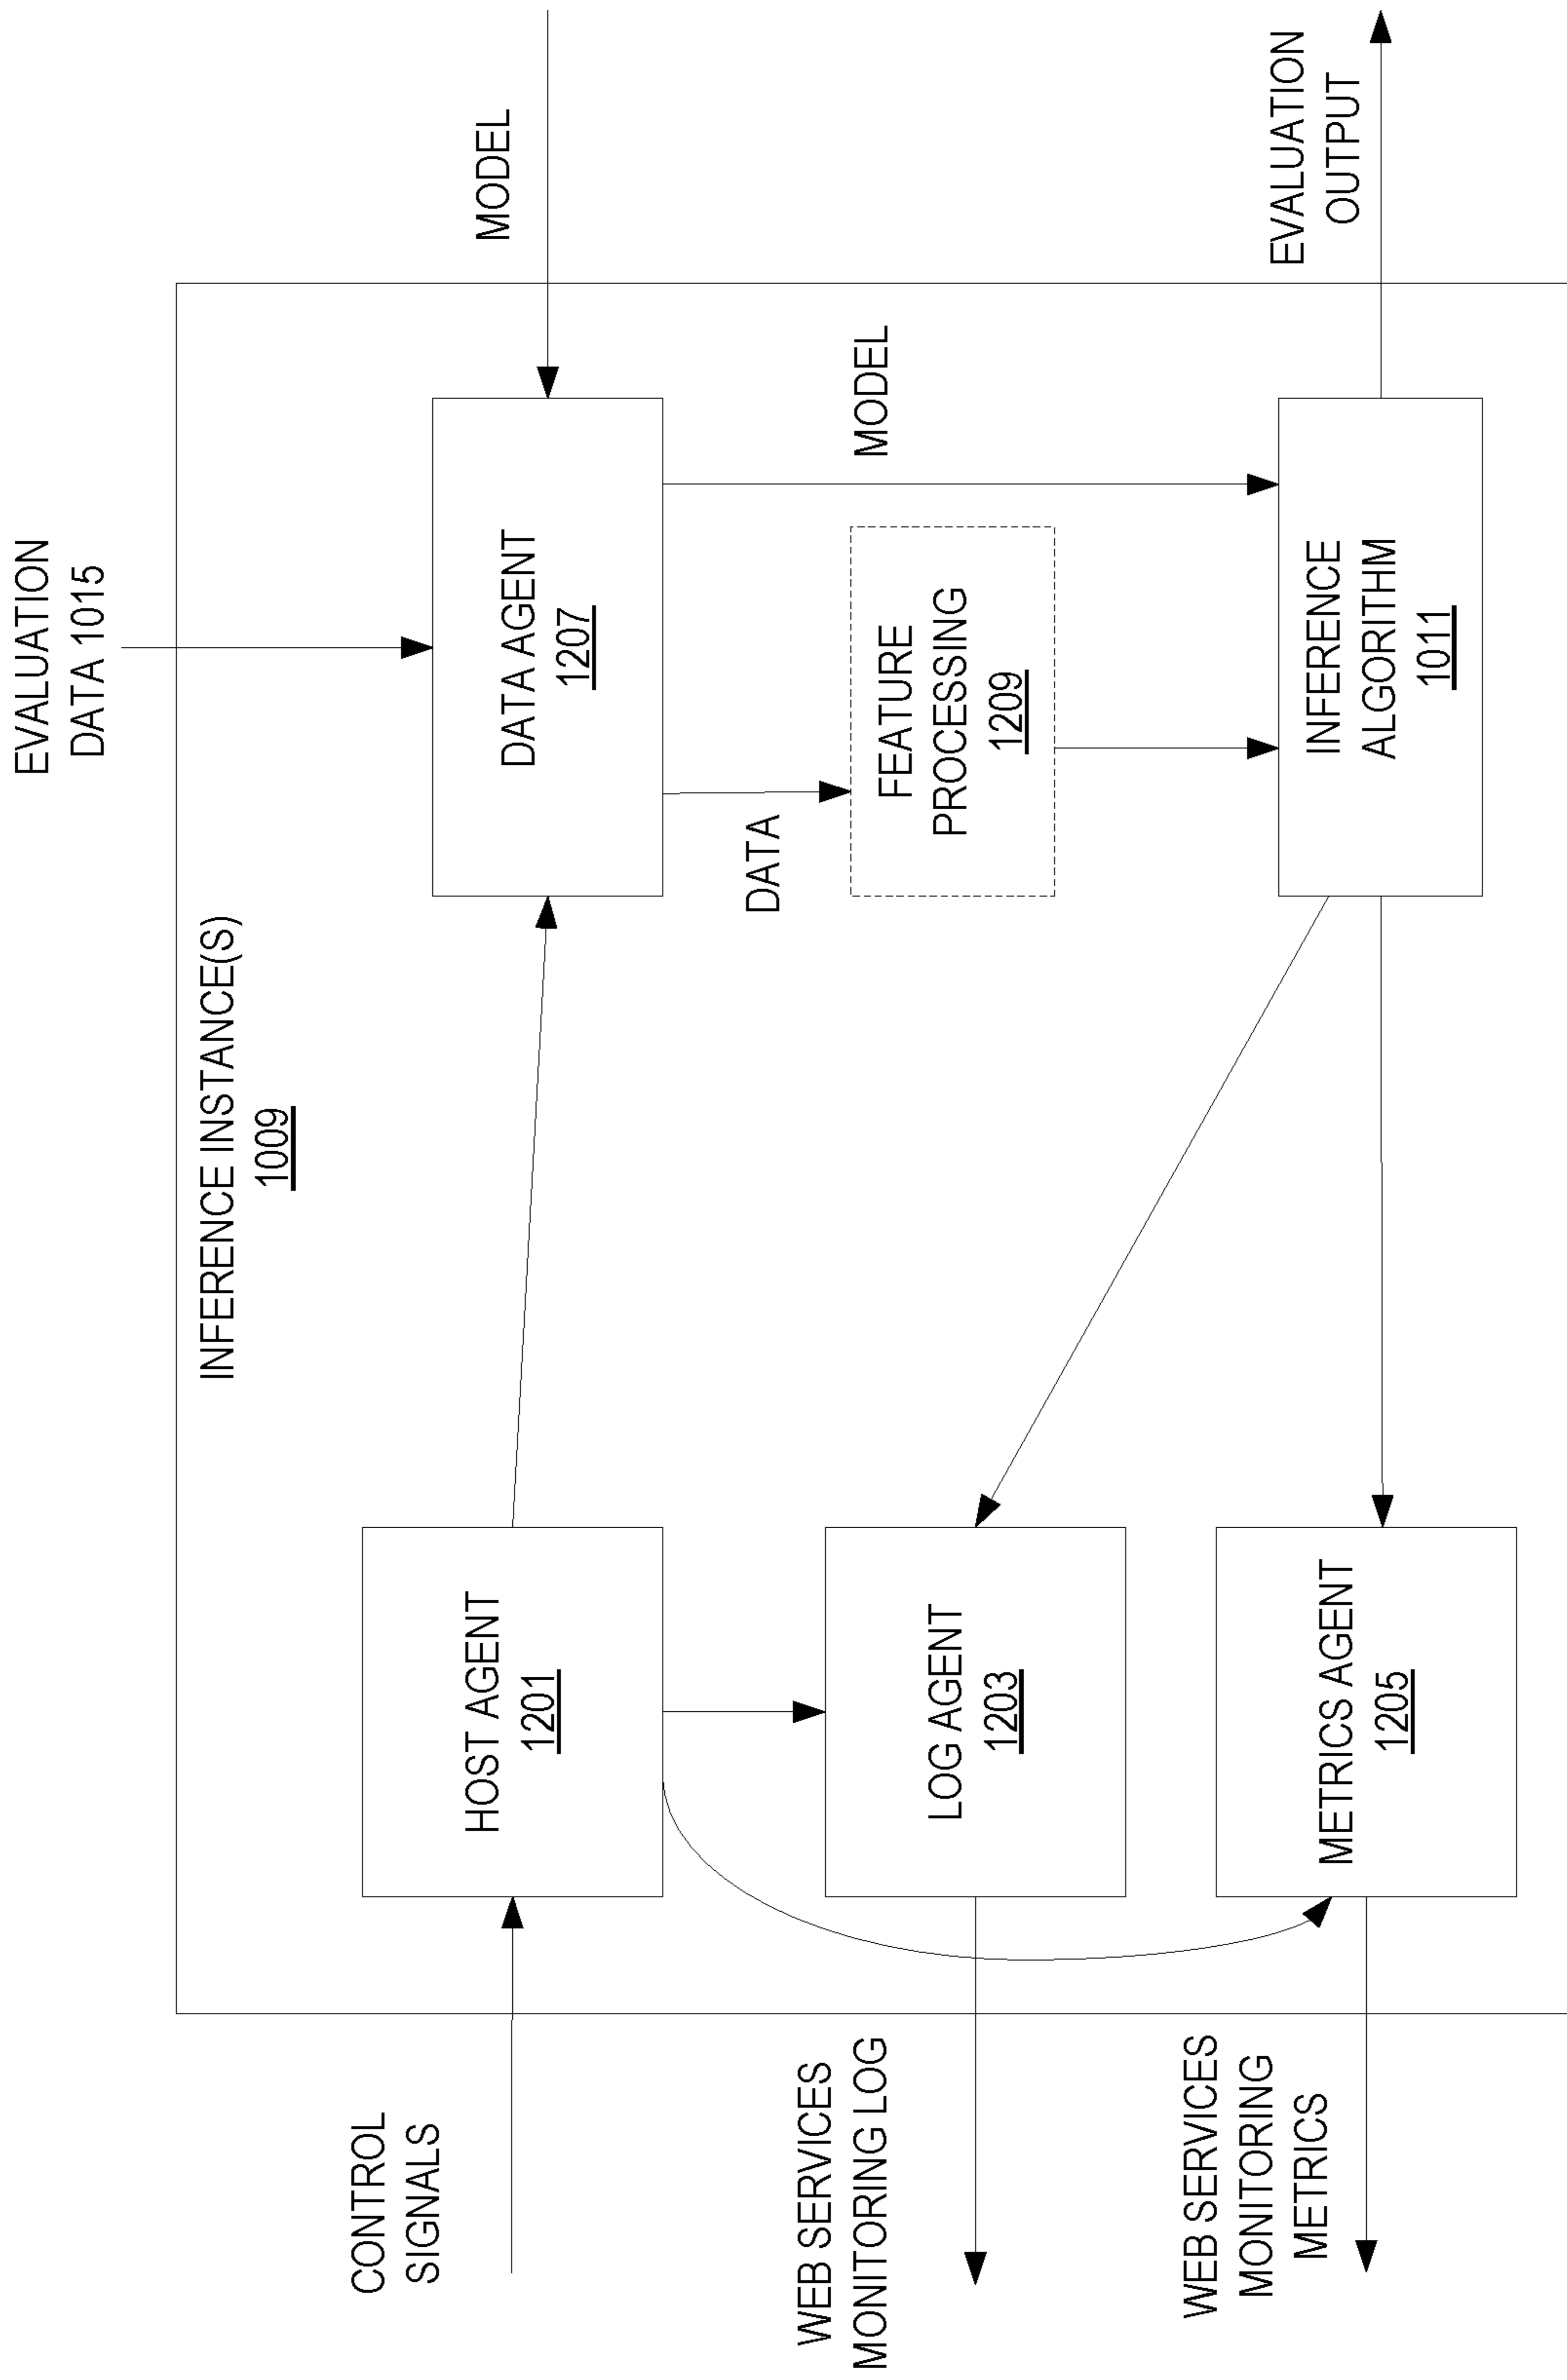 EVALUATION
DATA 1015
INFERENCE INSTANCE(S)
1009
CONTROL
SIGNALS
HOST AGENT
1201
DATA AGENT
1207
MODEL
DATA
MODEL
WEB SERVICES
MONITORING LOG
LOG AGENT
1203
FEATURE
PROCESSING
1209
WEB SERVICES
MONITORING
METRICS
METRICS AGENT
1205
INFERENCE
ALGORITHM
1011
EVALUATION
OUTPUT